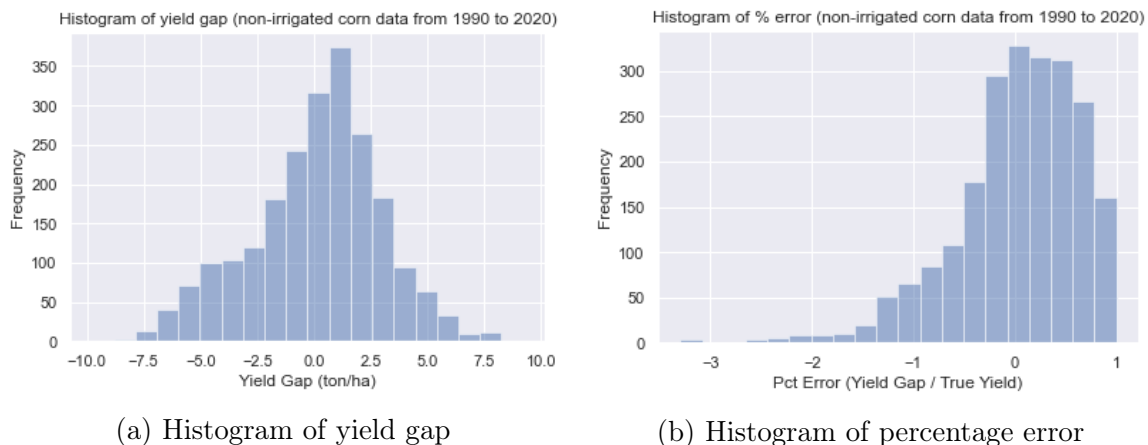 Histogram of yield gap (non-irrigated corn data from 1990 to 2020)
350
300
250
200
150
100
50
0
Frequency
−10.0 −7.5 −5.0 −2.5 0.0 2.5 5.0 7.5 10.0
Yield Gap (ton/ha)
(a) Histogram of yield gap
Histogram of % error (non-irrigated corn data from 1990 to 2020)
300
250
200
150
100
50
0
Frequency
−3 −2 −1 0 1
Pct Error (Yield Gap / True Yield)
(b) Histogram of percentage error